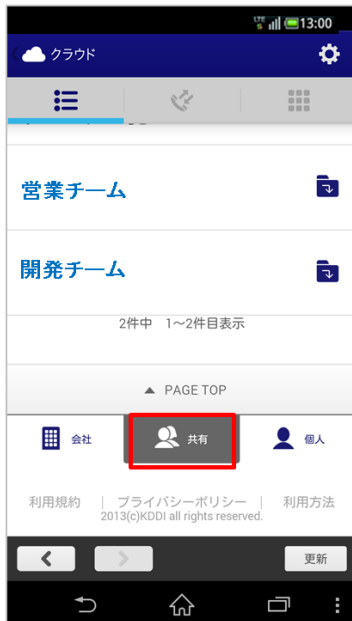 LTE 13:00
クラウド
営業チーム
開発チーム
2件中 1～2件目表示
▲ PAGE TOP
会社 共有 個人
利用規約 | プライバシーポリシー | 利用方法
2013(c)KDDI all rights reserved.
更新